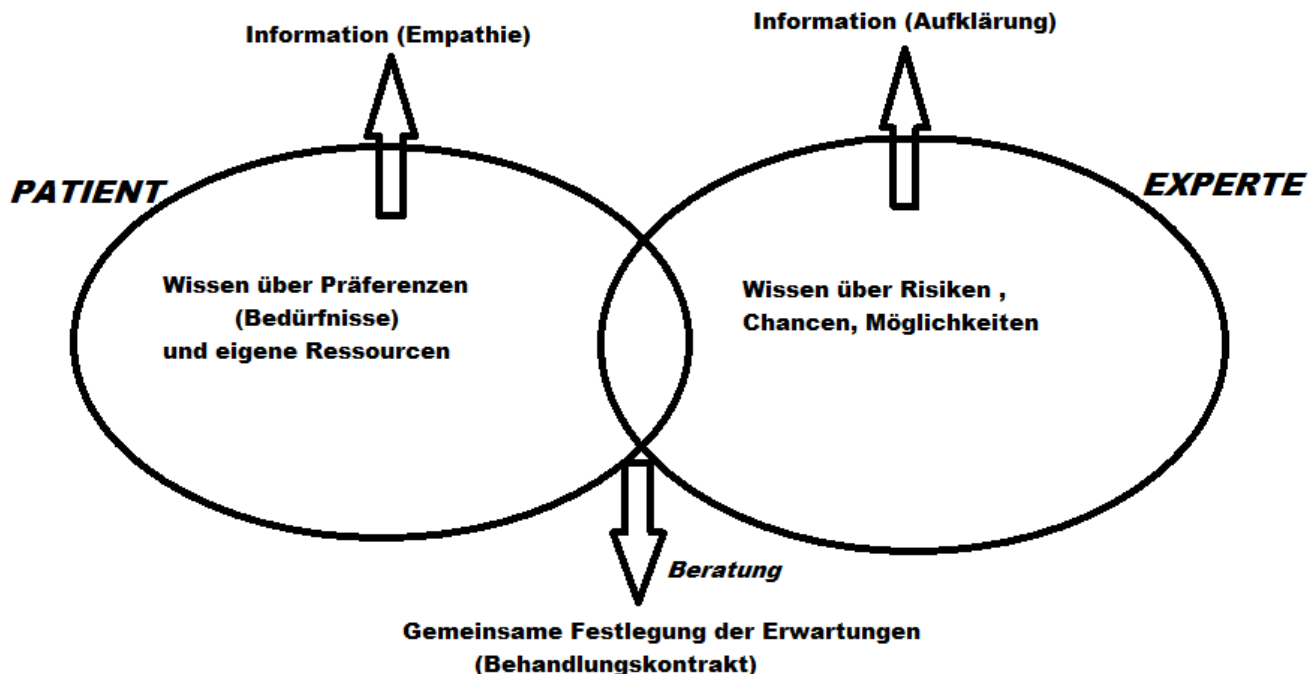 Information (Empathie)
Information (Aufklärung)
PATIENT
EXPERTE
Wissen über Präferenzen
(Bedürfnisse)
und eigene Ressourcen
Wissen über Risiken ,
Chancen, Möglichkeiten
Beratung
Gemeinsame Festlegung der Erwartungen
(Behandlungskontrakt)